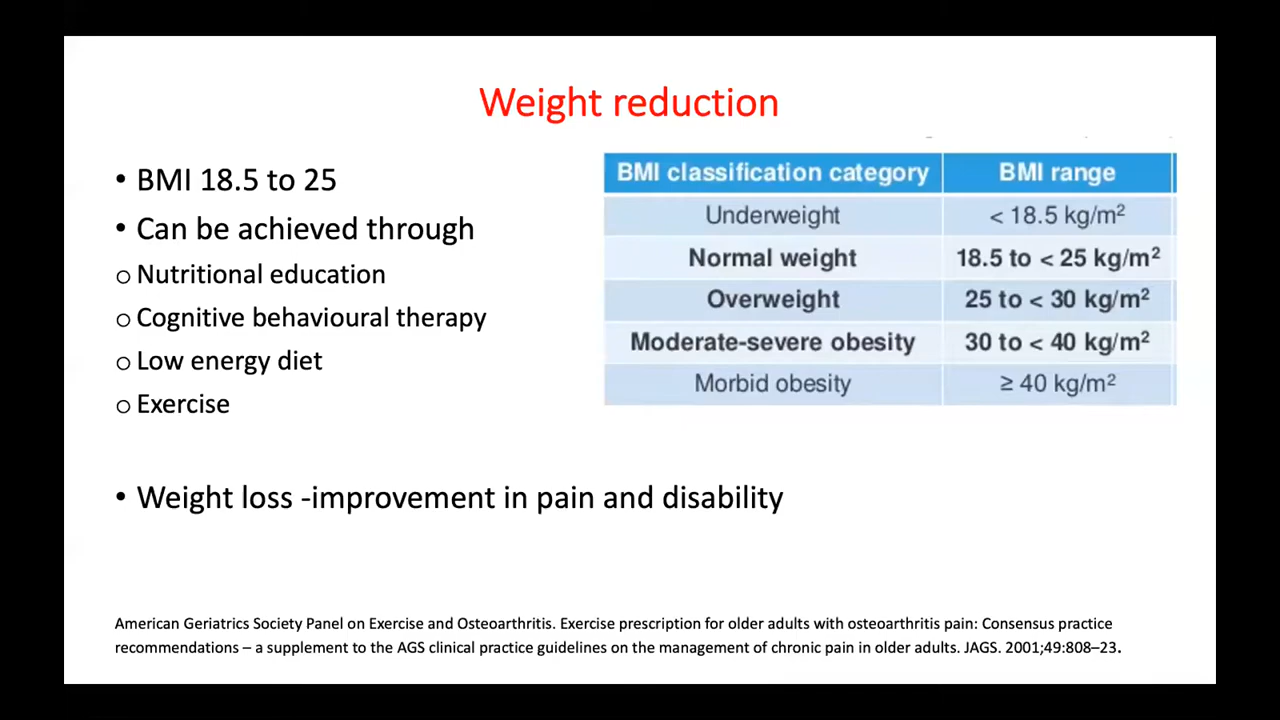 Weight reduction
• BMI 18.5 to 25
• Can be achieved through
o Nutritional education
o Cognitive behavioural therapy
o Low energy diet
o Exercise
• Weight loss -improvement in pain and disability
BMI classification category BMI range
Underweight < 18.5 kg/m²
Normal weight 18.5 to < 25 kg/m²
Overweight 25 to < 30 kg/m²
Moderate-severe obesity 30 to < 40 kg/m²
Morbid obesity ≥ 40 kg/m²
American Geriatrics Society Panel on Exercise and Osteoarthritis. Exercise prescription for older adults with osteoarthritis pain: Consensus practice
recommendations – a supplement to the AGS clinical practice guidelines on the management of chronic pain in older adults. JAGS. 2001;49:808–23.